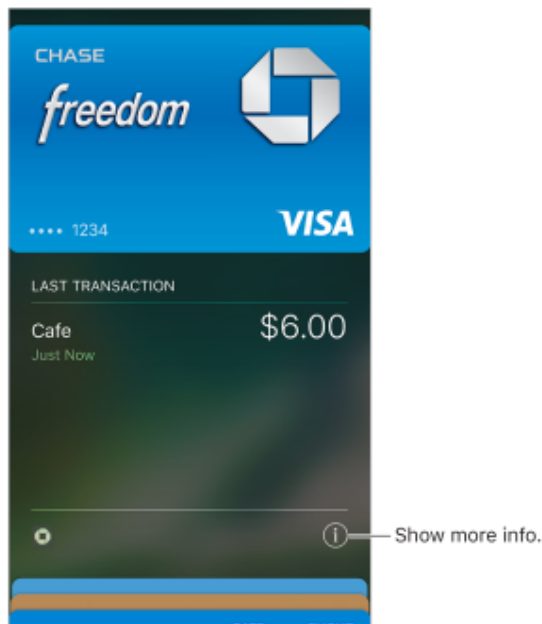 CHASE
freedom
•••• 1234
VISA
LAST TRANSACTION
Cafe
$6.00
Just Now
Show more info.